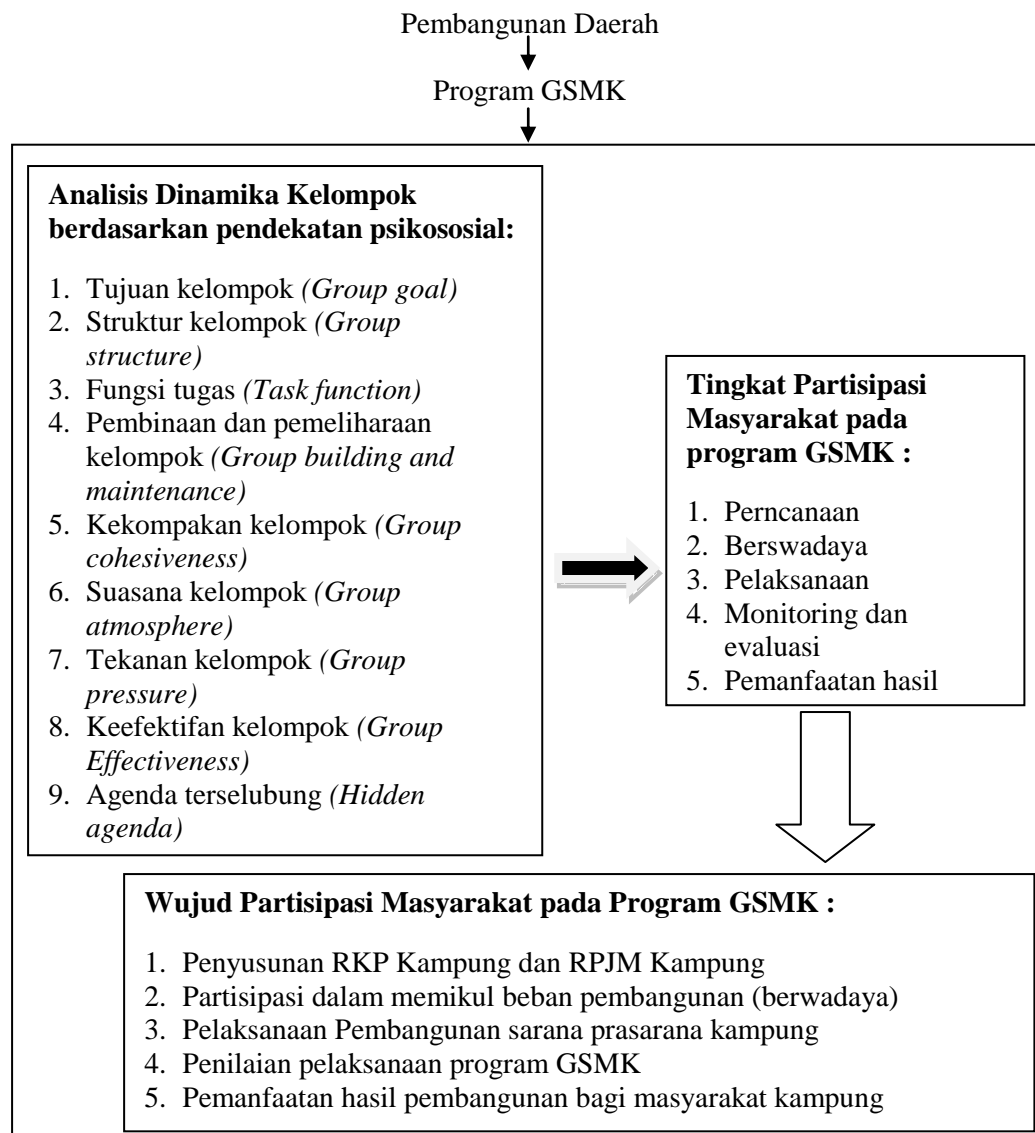 Pembangunan Daerah
Program GSMK
Analisis Dinamika Kelompok
berdasarkan pendekatan psikososial:
1. Tujuan kelompok (Group goal)
2. Struktur kelompok (Group
structure)
3. Fungsi tugas (Task function)
4. Pembinaan dan pemeliharaan
kelompok (Group building and
maintenance)
5. Kekompakan kelompok (Group
cohesiveness)
6. Suasana kelompok (Group
atmosphere)
7. Tekanan kelompok (Group
pressure)
8. Keefektifan kelompok (Group
Effectiveness)
9. Agenda terselubung (Hidden
agenda)
Tingkat Partisipasi
Masyarakat pada
program GSMK :
1. Perncanaan
2. Berswadaya
3. Pelaksanaan
4. Monitoring dan
evaluasi
5. Pemanfaatan hasil
Wujud Partisipasi Masyarakat pada Program GSMK :
1. Penyusunan RKP Kampung dan RPJM Kampung
2. Partisipasi dalam memikul beban pembangunan (berwadaya)
3. Pelaksanaan Pembangunan sarana prasarana kampung
4. Penilaian pelaksanaan program GSMK
5. Pemanfaatan hasil pembangunan bagi masyarakat kampung